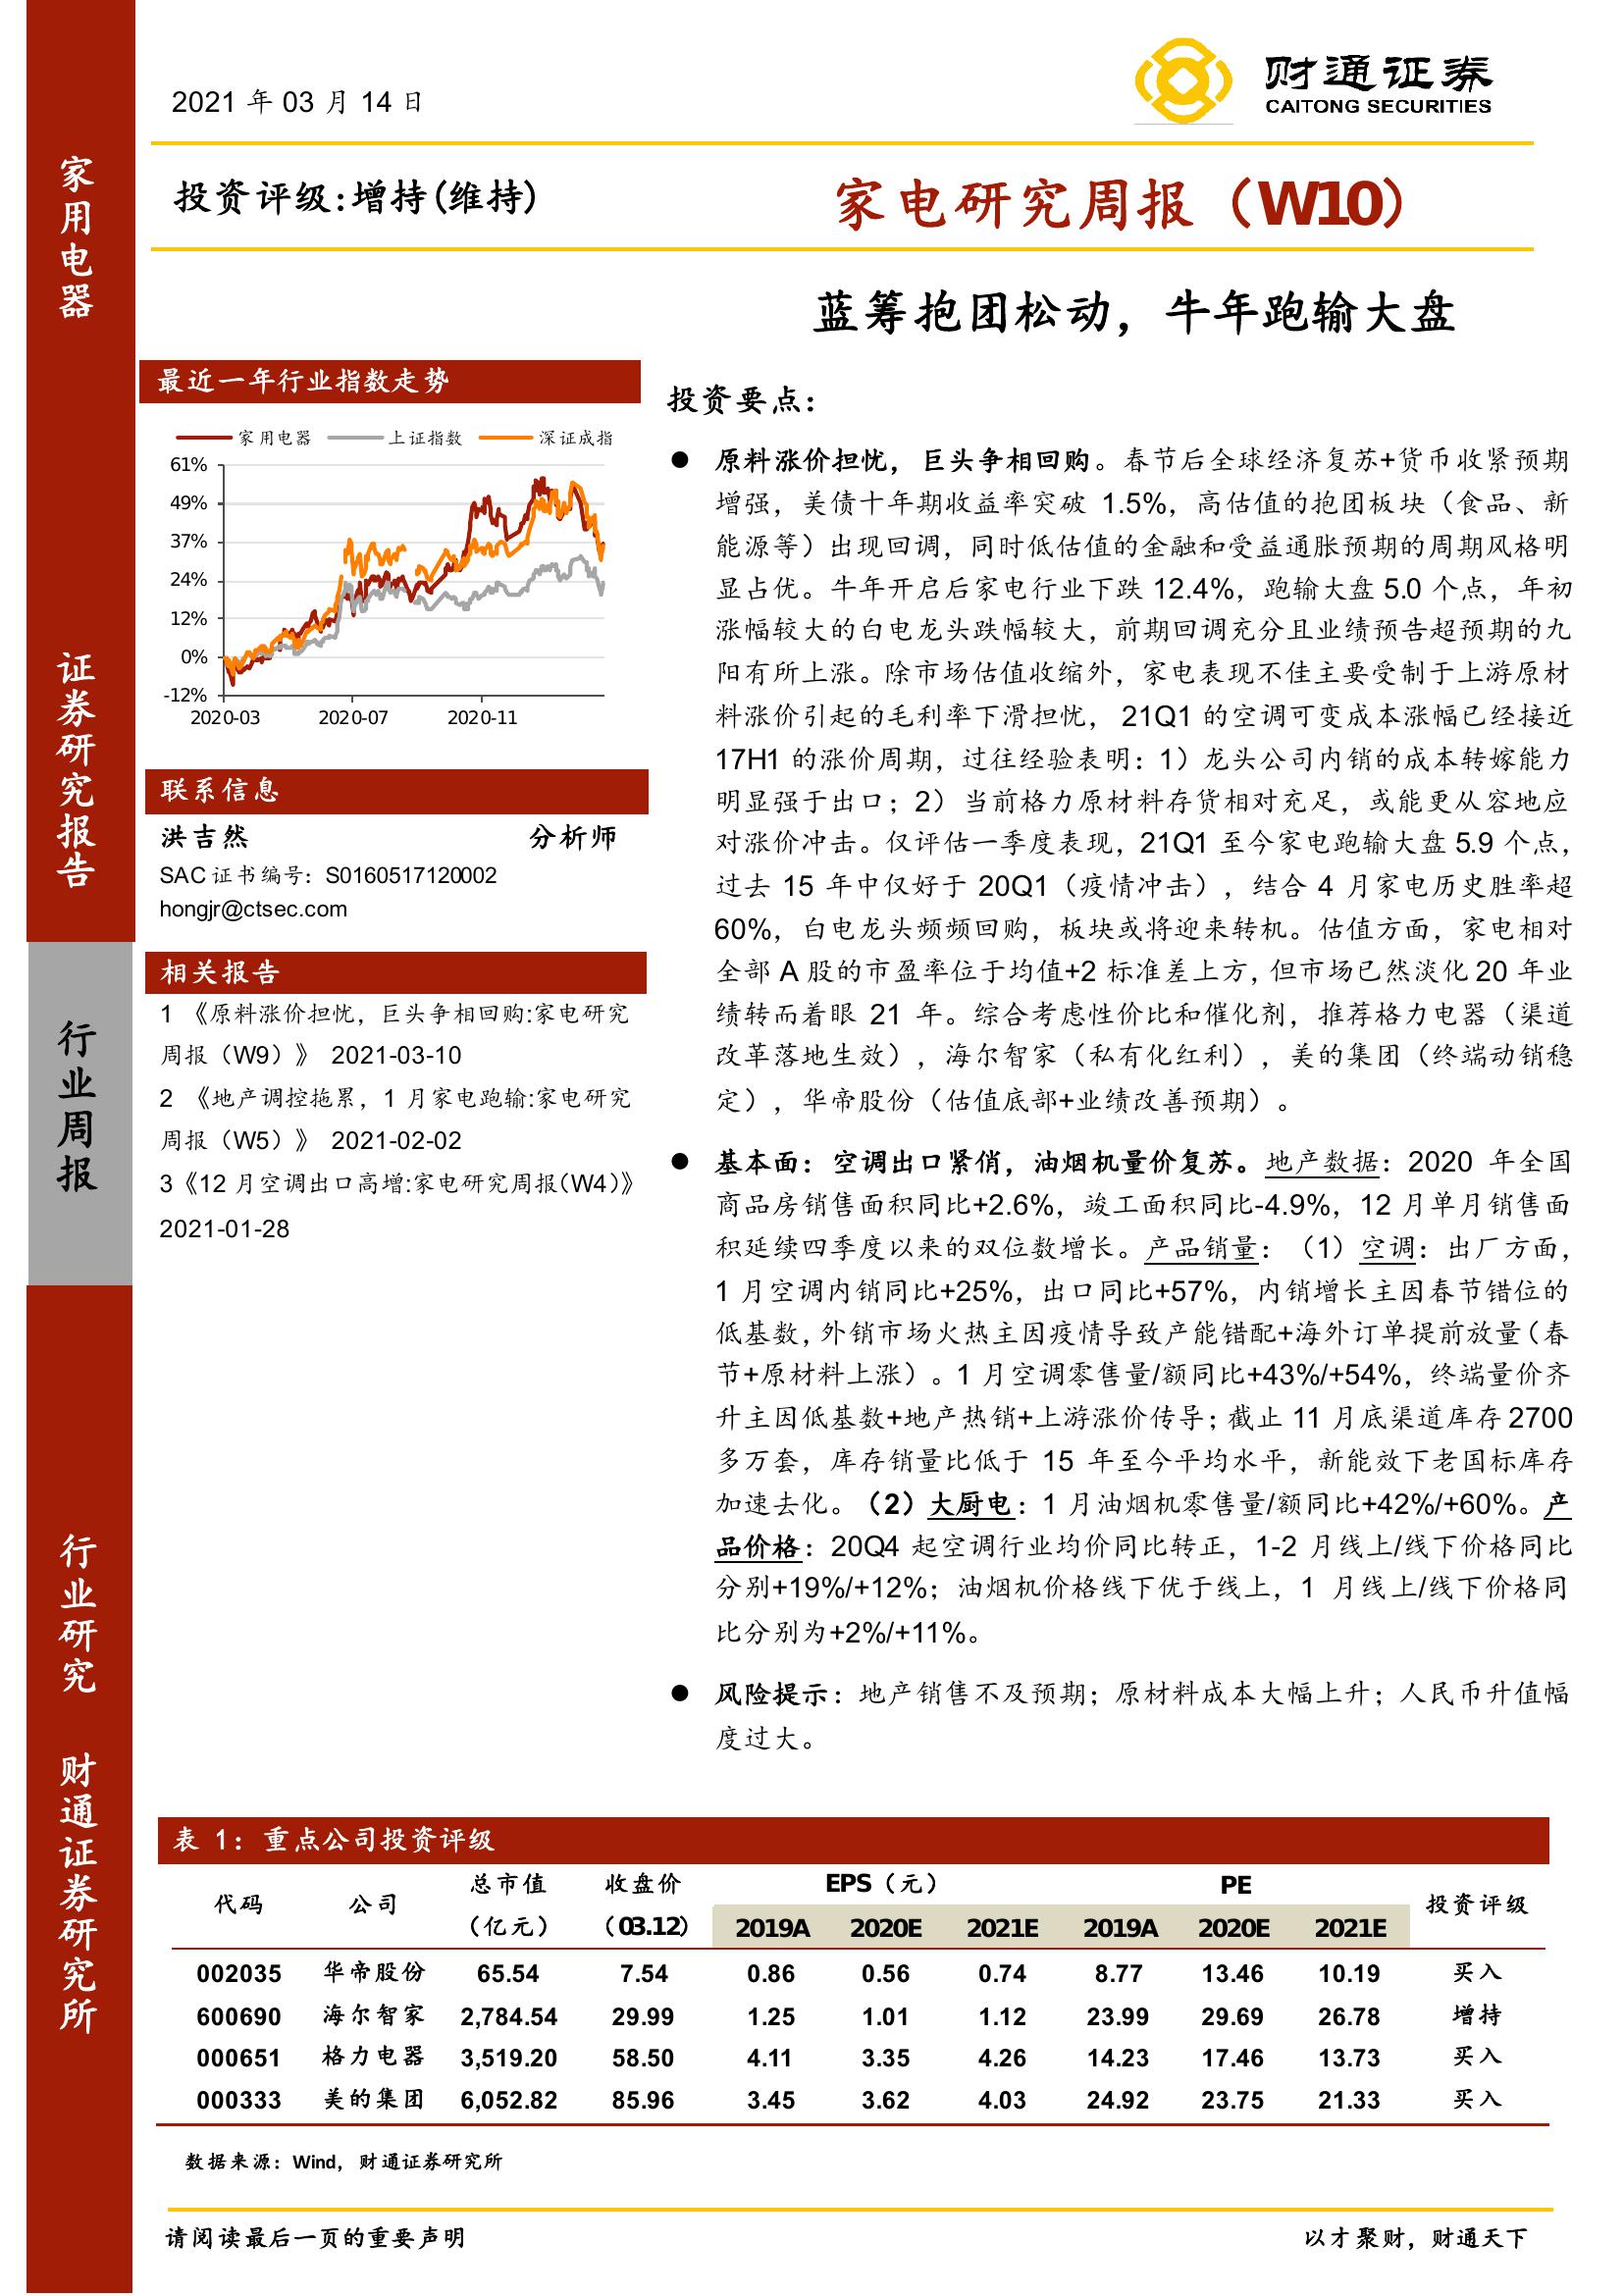 2021 年 03 月 14 日
财通证券
CAITONG SECURITIES
投资评级:增持(维持)
家电研究周报（W10）
蓝筹抱团松动，牛年跑输大盘
家用电器
证券研究报告
行业周报
行业研究
财通证券研究所
最近一年行业指数走势
家用电器 上证指数 深证成指
61%
49%
37%
24%
12%
0%
-12%
2020-03 2020-07 2020-11
联系信息
洪吉然 分析师
SAC 证书编号：S0160517120002
hongjr@ctsec.com
相关报告
1 《原料涨价担忧，巨头争相回购:家电研究
周报（W9）》 2021-03-10
2 《地产调控拖累，1 月家电跑输:家电研究
周报（W5）》 2021-02-02
3《12 月空调出口高增:家电研究周报(W4)》
2021-01-28
投资要点：
● 原料涨价担忧，巨头争相回购。春节后全球经济复苏+货币收紧预期
增强，美债十年期收益率突破 1.5%，高估值的抱团板块（食品、新
能源等）出现回调，同时低估值的金融和受益通胀预期的周期风格明
显占优。牛年开启后家电行业下跌 12.4%，跑输大盘 5.0 个点，年初
涨幅较大的白电龙头跌幅较大，前期回调充分且业绩预告超预期的九
阳有所上涨。除市场估值收缩外，家电表现不佳主要受制于上游原材
料涨价引起的毛利率下滑担忧， 21Q1 的空调可变成本涨幅已经接近
17H1 的涨价周期，过往经验表明：1）龙头公司内销的成本转嫁能力
明显强于出口；2）当前格力原材料存货相对充足，或能更从容地应
对涨价冲击。仅评估一季度表现，21Q1 至今家电跑输大盘 5.9 个点，
过去 15 年中仅好于 20Q1（疫情冲击），结合 4 月家电历史胜率超
60%，白电龙头频频回购，板块或将迎来转机。估值方面，家电相对
全部 A 股的市盈率位于均值+2 标准差上方，但市场已然淡化 20 年业
绩转而着眼 21 年。综合考虑性价比和催化剂，推荐格力电器（渠道
改革落地生效），海尔智家（私有化红利），美的集团（终端动销稳
定），华帝股份（估值底部+业绩改善预期）。
● 基本面：空调出口紧俏，油烟机量价复苏。地产数据：2020 年全国
商品房销售面积同比+2.6%，竣工面积同比-4.9%，12 月单月销售面
积延续四季度以来的双位数增长。产品销量：（1）空调：出厂方面，
1 月空调内销同比+25%，出口同比+57%，内销增长主因春节错位的
低基数，外销市场火热主因疫情导致产能错配+海外订单提前放量（春
节+原材料上涨）。1 月空调零售量/额同比+43%/+54%，终端量价齐
升主因低基数+地产热销+上游涨价传导；截止 11 月底渠道库存 2700
多万套，库存销量比低于 15 年至今平均水平，新能效下老国标库存
加速去化。（2）大厨电：1 月油烟机零售量/额同比+42%/+60%。产
品价格：20Q4 起空调行业均价同比转正，1-2 月线上/线下价格同比
分别+19%/+12%；油烟机价格线下优于线上，1 月线上/线下价格同
比分别为+2%/+11%。
● 风险提示：地产销售不及预期；原材料成本大幅上升；人民币升值幅
度过大。
表 1：重点公司投资评级
代码 公司 总市值（亿元） 收盘价（03.12） EPS（元） PE 投资评级
2019A 2020E 2021E 2019A 2020E 2021E
002035 华帝股份 65.54 7.54 0.86 0.56 0.74 8.77 13.46 10.19 买入
600690 海尔智家 2,784.54 29.99 1.25 1.01 1.12 23.99 29.69 26.78 增持
000651 格力电器 3,519.20 58.50 4.11 3.35 4.26 14.23 17.46 13.73 买入
000333 美的集团 6,052.82 85.96 3.45 3.62 4.03 24.92 23.75 21.33 买入
数据来源：Wind，财通证券研究所
请阅读最后一页的重要声明 以才聚财，财通天下